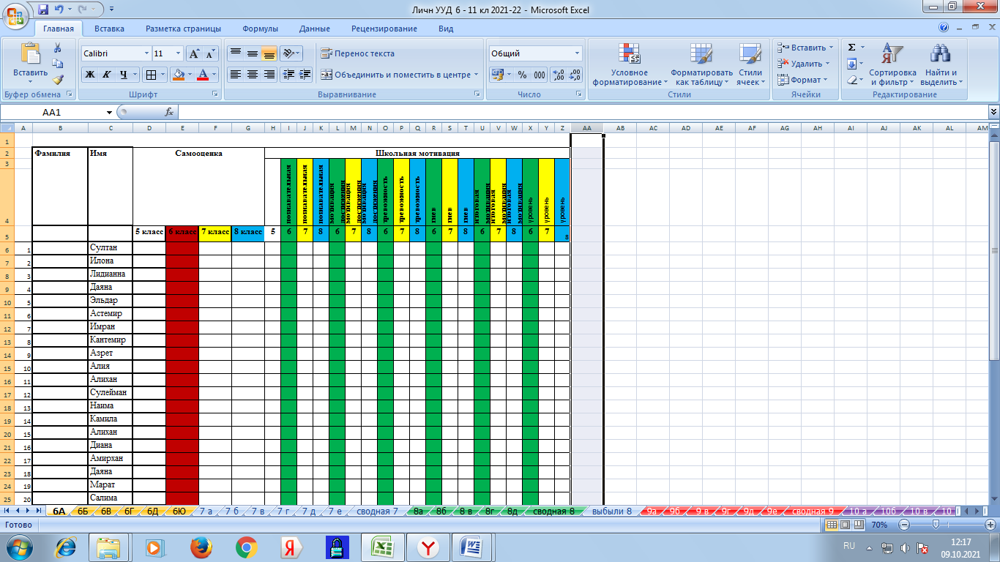 Личн УУД 6 - 11 кл 2021-22 - Microsoft Excel
Главная Вставка Разметка страницы Формулы Данные Рецензирование Вид
Вставить
Calibri 11
Ж К Ч
А А
А
Перенос текста
Объединить и поместить в центре
Общий
% 000
,00 ,0
Условное форматирование
Форматировать как таблицу
Стили ячеек
Вставить
Удалить
Формат
Σ
Сортировка и фильтр
Найти и выделить
Буфер обмена Шрифт Выравнивание Число Стили Ячейки Редактирование
AA1 fx
A B C D E F G H I J K L M N O P Q R S T U V W X Y Z AA AB AC AD AE AF AG AH AI AJ AK AL AM
1
2 Фамилия Имя Самооценка Школьная мотивация
3
4 познавательная познавательная познавательная мотивация достижения мотивация достижения мотивация достижения тревожность тревожность тревожность гнев гнев гнев итоговая мотивация итоговая мотивация итоговая мотивация уровень уровень уровень
5 5 класс 6 класс 7 класс 8 класс 5 6 7 8 6 7 8 6 7 8 6 7 8 6 7 8 6 7 8
6 1 Султан
7 2 Илона
8 3 Лидианна
9 4 Даяна
10 5 Эльдар
11 6 Астемир
12 7 Имран
13 8 Кантемир
14 9 Азрет
15 10 Алия
16 11 Алихан
17 12 Сулейман
18 13 Наима
19 14 Камила
20 15 Алихан
21 16 Диана
22 17 Амирхан
23 18 Даяна
24 19 Марат
25 20 Салима
6А 6Б 6В 6Г 6Д 6Ю 7 а 7 б 7 в 7 г 7 д 7 е сводная 7 8а 8б 8 в 8г 8д сводная 8 выбыли 8 9а 9б 9 в 9г 9д 9е сводная 9 10 а 10б 10 в 10
Готово 70%
RU 12:17
09.10.2021